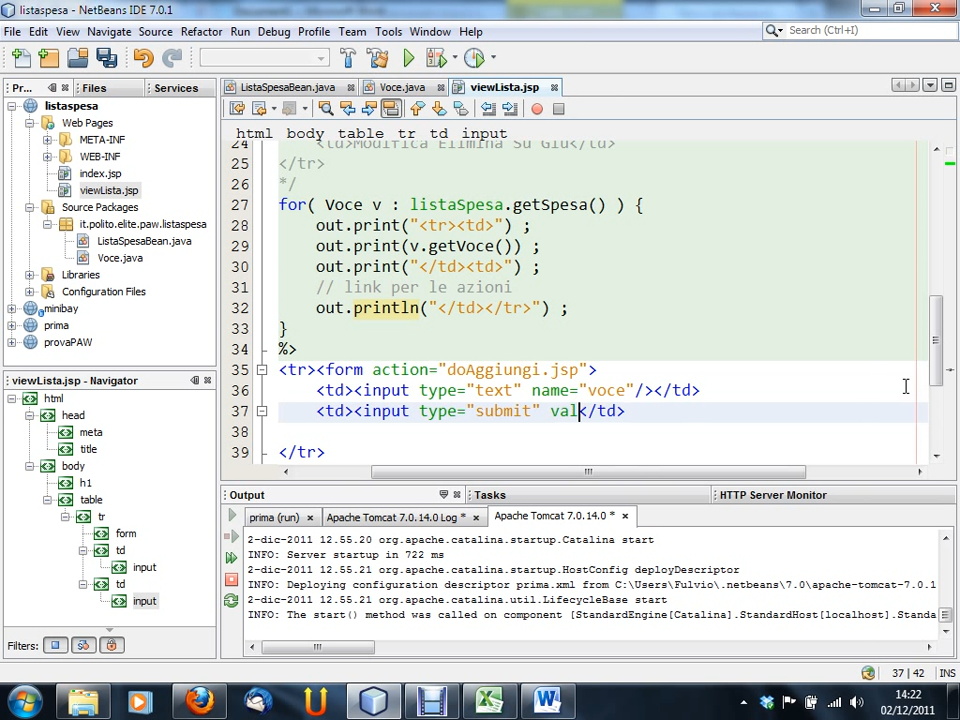 listaspesa - NetBeans IDE 7.0.1
File Edit View Navigate Source Refactor Run Debug Profile Team Tools Window Help
Search (Ctrl+I)
Pr... Files Services
ListaSpesaBean.java Voce.java viewLista.jsp
listaspesa
Web Pages
META-INF
WEB-INF
index.jsp
viewLista.jsp
Source Packages
it.polito.elite.paw.listaspesa
ListaSpesaBean.java
Voce.java
Libraries
Configuration Files
minibay
prima
provaPAW
html body table tr td input
24 <td>Modifica Elimina Su Giù</td>
25 </tr>
26 */
27 for( Voce v : listaSpesa.getSpesa() ) {
28 out.print("<tr><td>") ;
29 out.print(v.getVoce()) ;
30 out.print("</td><td>") ;
31 // link per le azioni
32 out.println("</td></tr>") ;
33 }
34 %>
35 <tr><form action="doAggiungi.jsp">
36 <td><input type="text" name="voce"/></td>
37 <td><input type="submit" val</td>
38
39 </tr>
viewLista.jsp - Navigator
html
head
meta
title
body
h1
table
tr
form
td
input
td
input
Filters:
Output Tasks HTTP Server Monitor
prima (run) Apache Tomcat 7.0.14.0 Log * Apache Tomcat 7.0.14.0 *
2-dic-2011 12.55.20 org.apache.catalina.startup.Catalina start
INFO: Server startup in 722 ms
2-dic-2011 12.55.21 org.apache.catalina.startup.HostConfig deployDescriptor
INFO: Deploying configuration descriptor prima.xml from C:\Users\Fulvio\.netbeans\7.0\apache-tomcat-7.0.1
2-dic-2011 12.55.21 org.apache.catalina.util.LifecycleBase start
INFO: The start() method was called on component [StandardEngine[Catalina].StandardHost[localhost].Standa
37 | 42 INS
14:22
02/12/2011